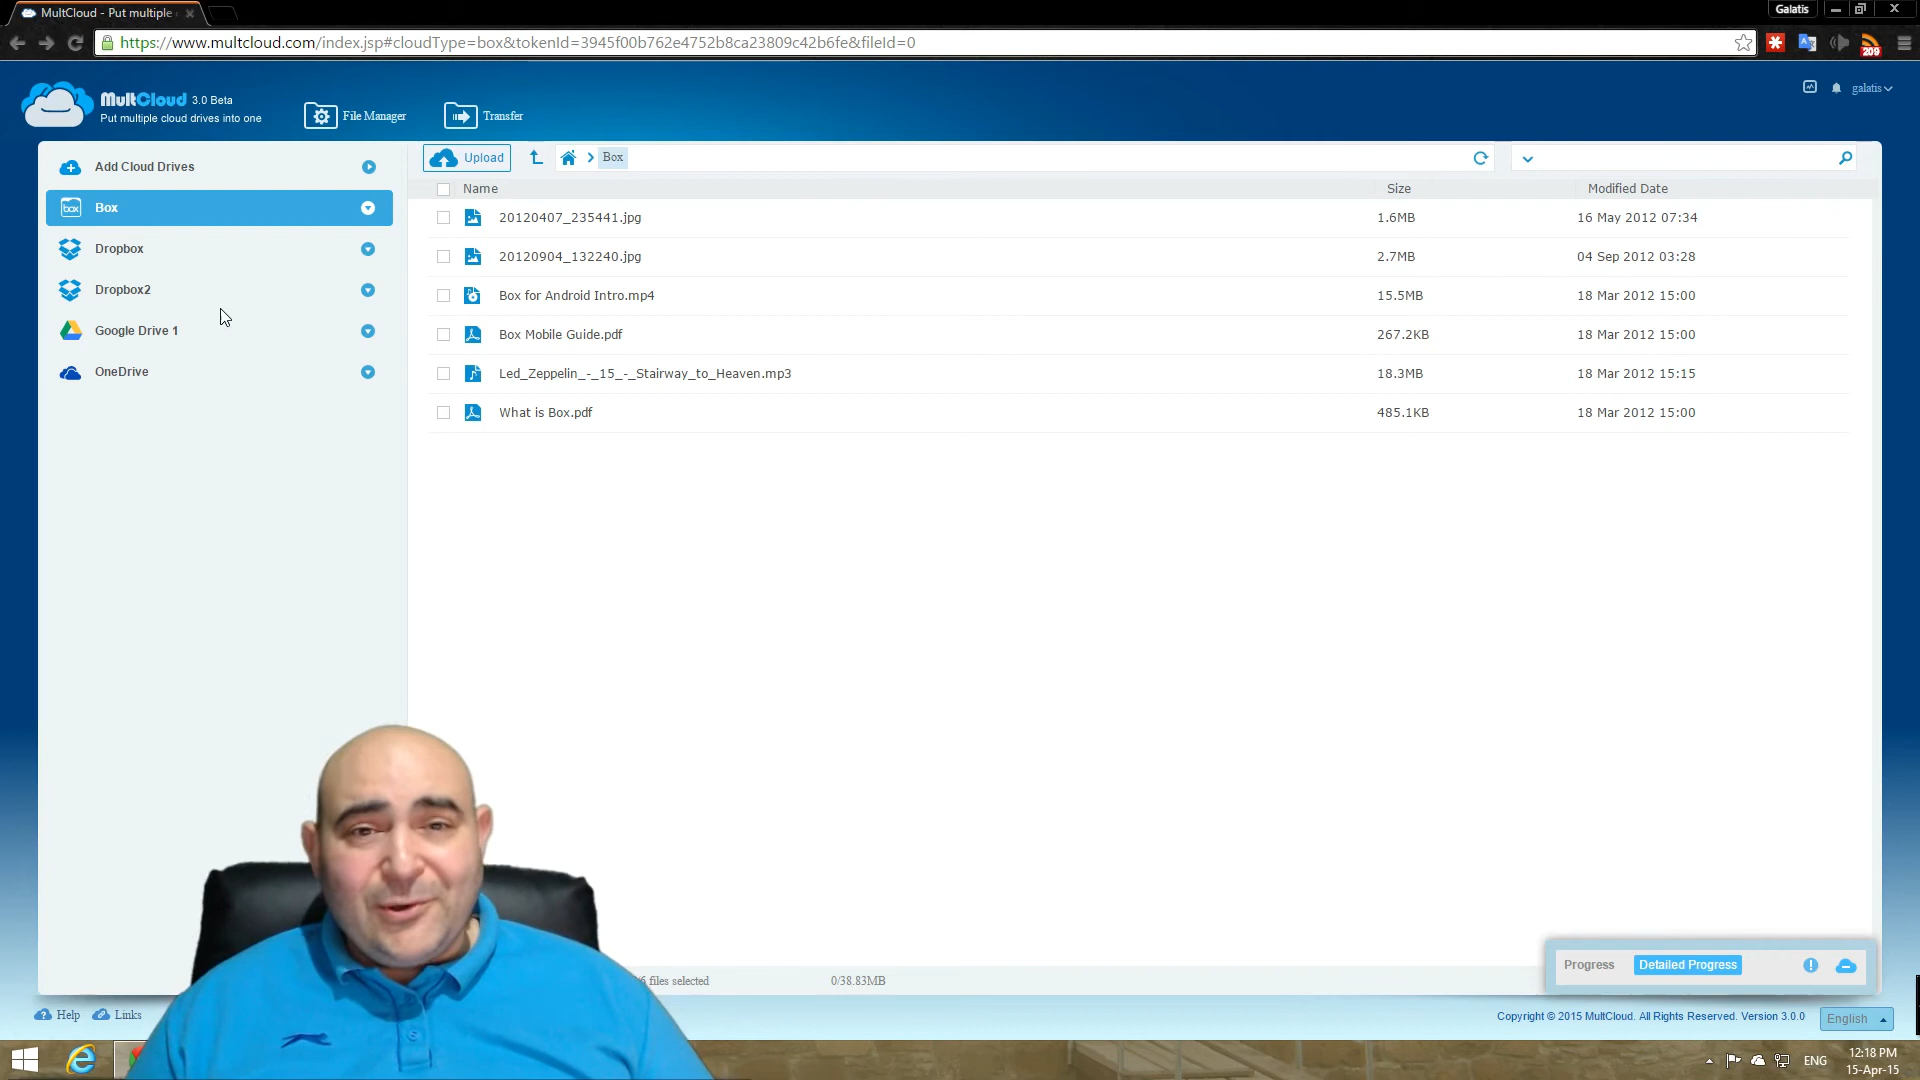 MultCloud - Put multiple
Galatis
https://www.multcloud.com/index.jsp#cloudType=box&tokenId=3945f00b762e4752b8ca23809c42b6fe&fileId=0
209
MultCloud 3.0 Beta
Put multiple cloud drives into one
File Manager
Transfer
galatis
Add Cloud Drives
box Box
Dropbox
Dropbox2
Google Drive 1
OneDrive
Upload
Box
Name Size Modified Date
20120407_235441.jpg 1.6MB 16 May 2012 07:34
20120904_132240.jpg 2.7MB 04 Sep 2012 03:28
Box for Android Intro.mp4 15.5MB 18 Mar 2012 15:00
Box Mobile Guide.pdf 267.2KB 18 Mar 2012 15:00
Led_Zeppelin_-_15_-_Stairway_to_Heaven.mp3 18.3MB 18 Mar 2012 15:15
What is Box.pdf 485.1KB 18 Mar 2012 15:00
files selected 0/38.83MB
Progress Detailed Progress
Help Links
Copyright © 2015 MultCloud. All Rights Reserved. Version 3.0.0
English
ENG
12:18 PM
15-Apr-15